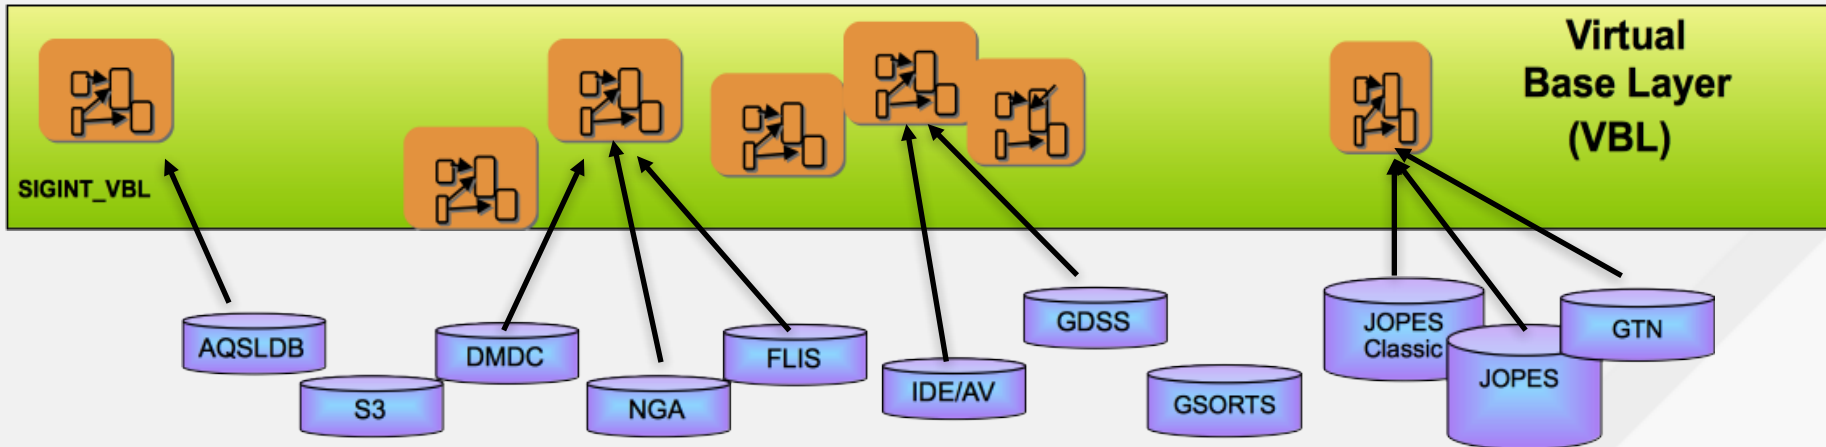 Virtual
Base Layer
(VBL)
SIGINT_VBL
AQSLDB
S3
DMDC
NGA
FLIS
IDE/AV
GDSS
GSORTS
JOPES
Classic
JOPES
GTN